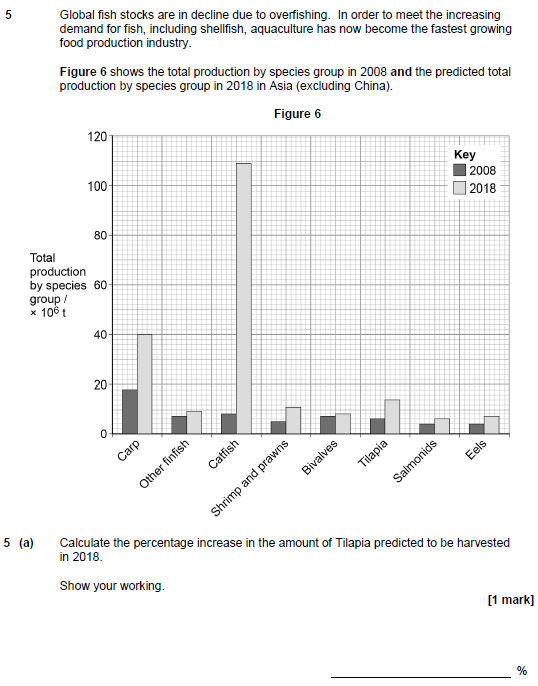 5 Global fish stocks are in decline due to overfishing. In order to meet the increasing
demand for fish, including shellfish, aquaculture has now become the fastest growing
food production industry.
Figure 6 shows the total production by species group in 2008 and the predicted total
production by species group in 2018 in Asia (excluding China).
Figure 6
120
100
80
60
40
20
0
Total
production
by species
group /
× 10⁶ t
Key
2008
2018
Carp
Other finfish
Catfish
Shrimp and prawns
Bivalves
Tilapia
Salmonids
Eels
5 (a) Calculate the percentage increase in the amount of Tilapia predicted to be harvested
in 2018.
Show your working.
[1 mark]
%